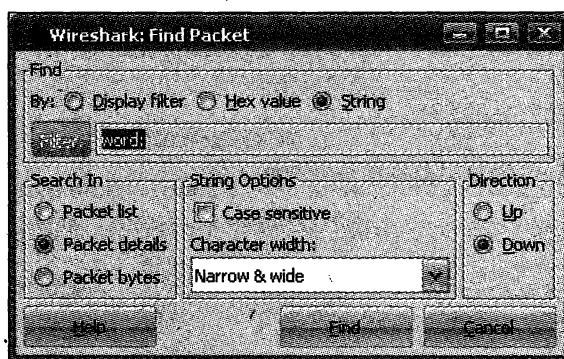 Wireshark: Find Packet
Find
By: Display filter Hex value String
Filter: word:
Search In
Packet list
Packet details
Packet bytes
String Options
Case sensitive
Character width:
Narrow & wide
Direction
Up
Down
Help Find Cancel